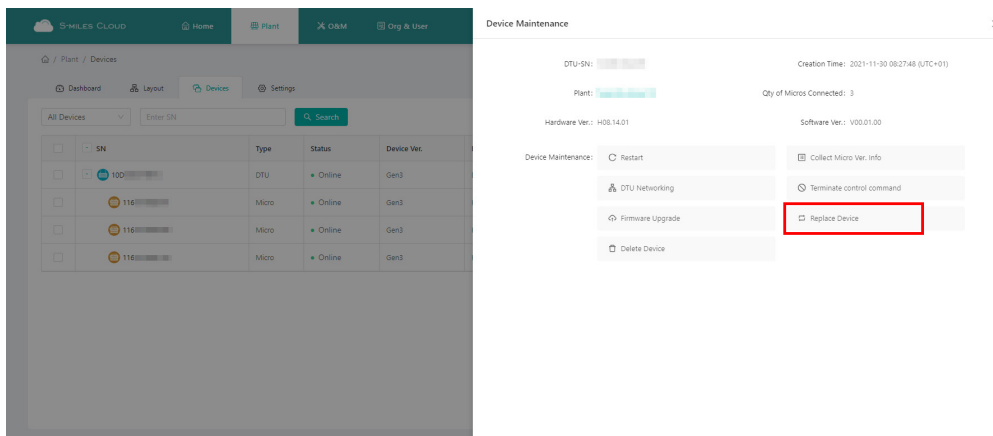 S-MILES CLOUD Home Plant O&M Org & User
/ Plant / Devices
Dashboard Layout Devices Settings
All Devices Enter SN Search
SN Type Status Device Ver.
10D DTU Online Gen3
116 Micro Online Gen3
116 Micro Online Gen3
116 Micro Online Gen3
Device Maintenance
DTU-SN: Creation Time: 2021-11-30 08:27:48 (UTC+01)
Plant: Qty of Micros Connected: 3
Hardware Ver.: H08.14.01 Software Ver.: V00.01.00
Device Maintenance: Restart Collect Micro Ver. Info
DTU Networking Terminate control command
Firmware Upgrade Replace Device
Delete Device